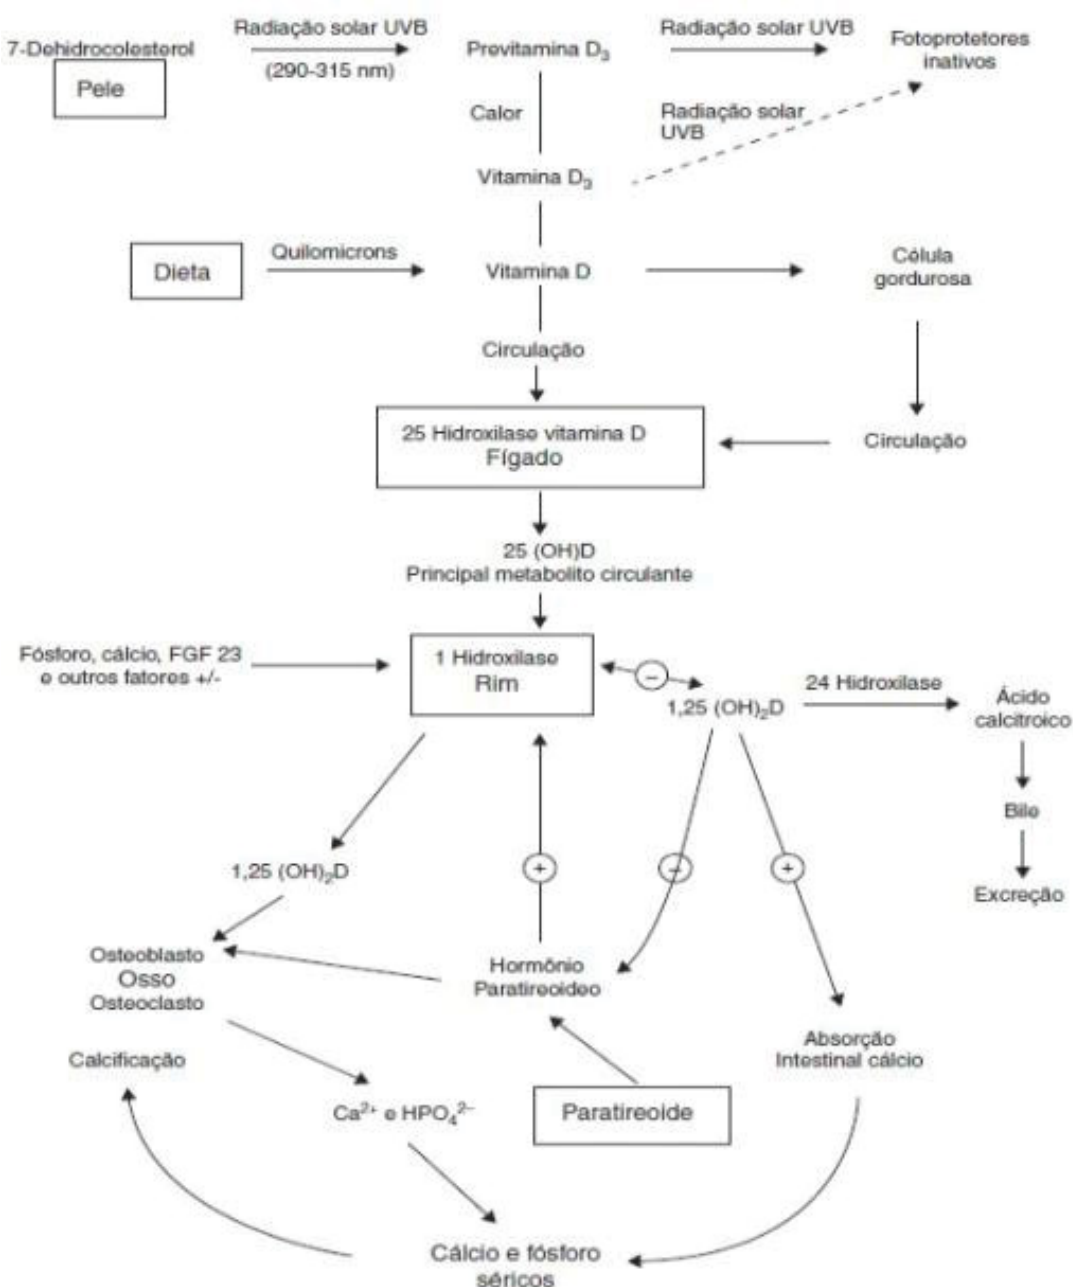 Radiação solar UVB
7-Dehidrocolesterol
(290-315 nm)
Pele
Previtamina D₃
Radiação solar UVB
Fotoprotetores
inativos
Calor
Radiação solar
UVB
Vitamina D₃
Dieta
Quilomicrons
Vitamina D
Célula
gordurosa
Circulação
25 Hidroxilase vitamina D
Fígado
Circulação
25 (OH)D
Principal metabolito circulante
Fósforo, cálcio, FGF 23
e outros fatores +/-
1 Hidroxilase
Rim
–
1,25 (OH)₂D
24 Hidroxilase
Ácido
calcitroico
Bile
Excreção
1,25 (OH)₂D
+
–
+
Osteoblasto
Osso
Osteoclasto
Hormônio
Paratireoideo
Calcificação
Absorção
Intestinal cálcio
Ca²⁺ e HPO₄²⁻
Paratireoide
Cálcio e fósforo
séricos